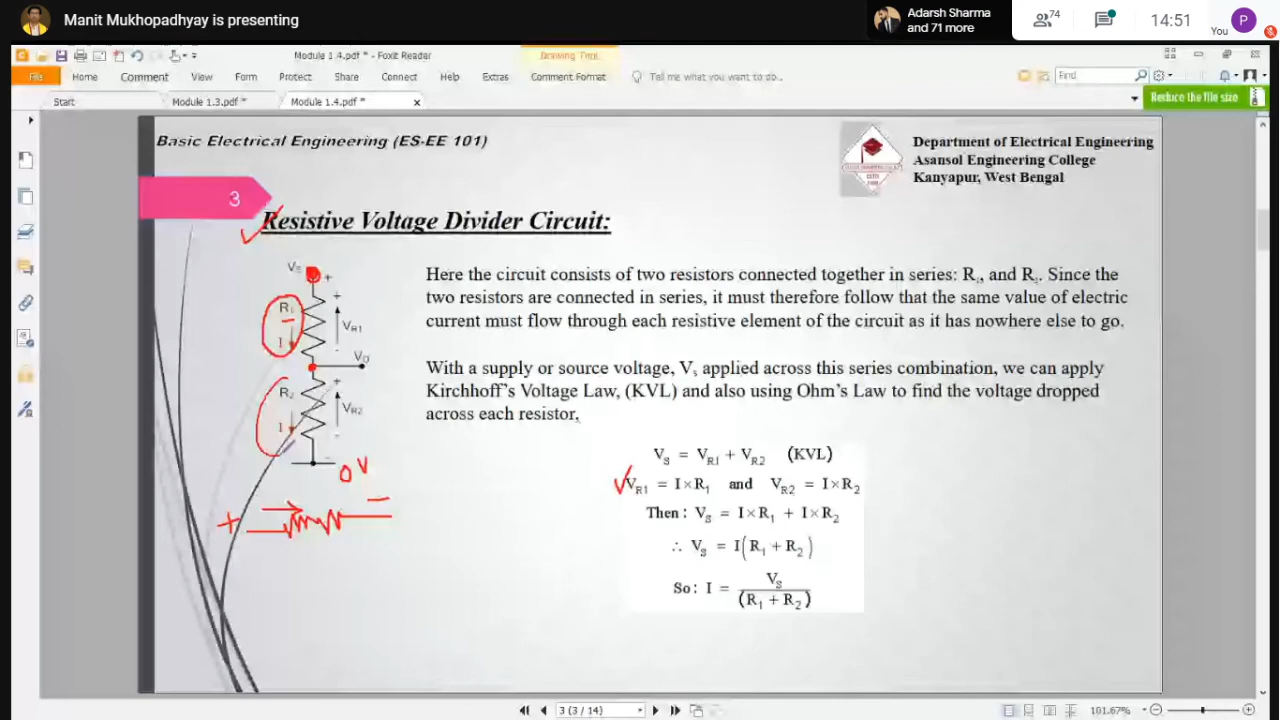 Manit Mukhopadhyay is presenting
Adarsh Sharma
and 71 more
74
14:51
You
P
Module 1.4.pdf * - Foxit Reader
Drawing Tool
File Home Comment View Form Protect Share Connect Help Extras Comment Format Tell me what you want to do... Find
Start Module 1.3.pdf * Module 1.4.pdf *
Reduce the file size
Basic Electrical Engineering (ES-EE 101)
Department of Electrical Engineering
Asansol Engineering College
Kanyapur, West Bengal
3
Resistive Voltage Divider Circuit:
Vs +
R1 + VR1
I -
Vo
R2 + VR2
I -
0 V
+ -
Here the circuit consists of two resistors connected together in series: R1, and R2. Since the
two resistors are connected in series, it must therefore follow that the same value of electric
current must flow through each resistive element of the circuit as it has nowhere else to go.
With a supply or source voltage, Vs applied across this series combination, we can apply
Kirchhoff's Voltage Law, (KVL) and also using Ohm's Law to find the voltage dropped
across each resistor,
VS = VR1 + VR2 (KVL)
VR1 = I×R1 and VR2 = I×R2
Then: VS = I×R1 + I×R2
∴ VS = I(R1 + R2)
So: I = VS / (R1 + R2)
3 (3 / 14)
101.67%